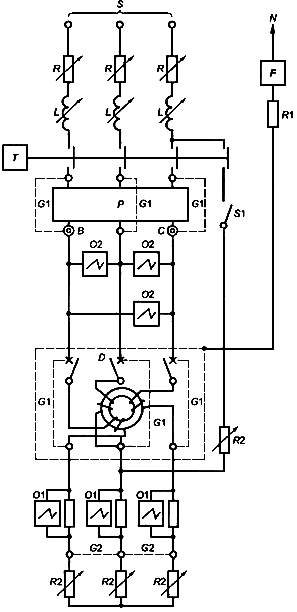 S
N
R R R F
L L L R1
T
G1 P G1 G1 S1
B C
O2 O2
O2
D
G1 G1
G1
R2
O1 O1 O1
G2 G2
R2 R2 R2